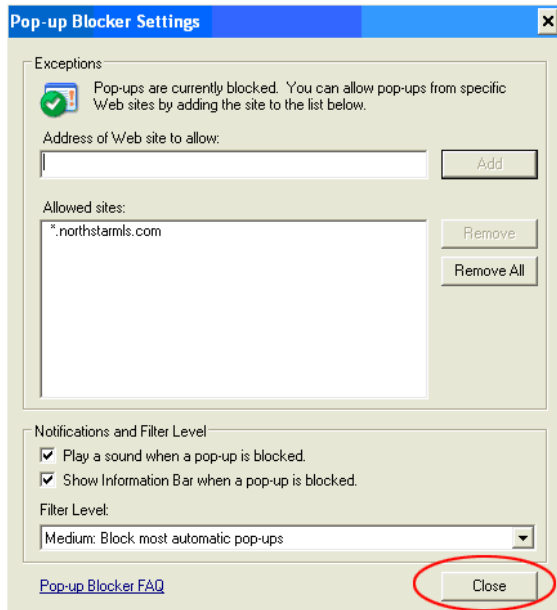 Pop-up Blocker Settings
Exceptions
Pop-ups are currently blocked. You can allow pop-ups from specific
Web sites by adding the site to the list below.
Address of Web site to allow:
Add
Allowed sites:
*.northstarmls.com
Remove
Remove All
Notifications and Filter Level
Play a sound when a pop-up is blocked.
Show Information Bar when a pop-up is blocked.
Filter Level:
Medium: Block most automatic pop-ups
Pop-up Blocker FAQ
Close